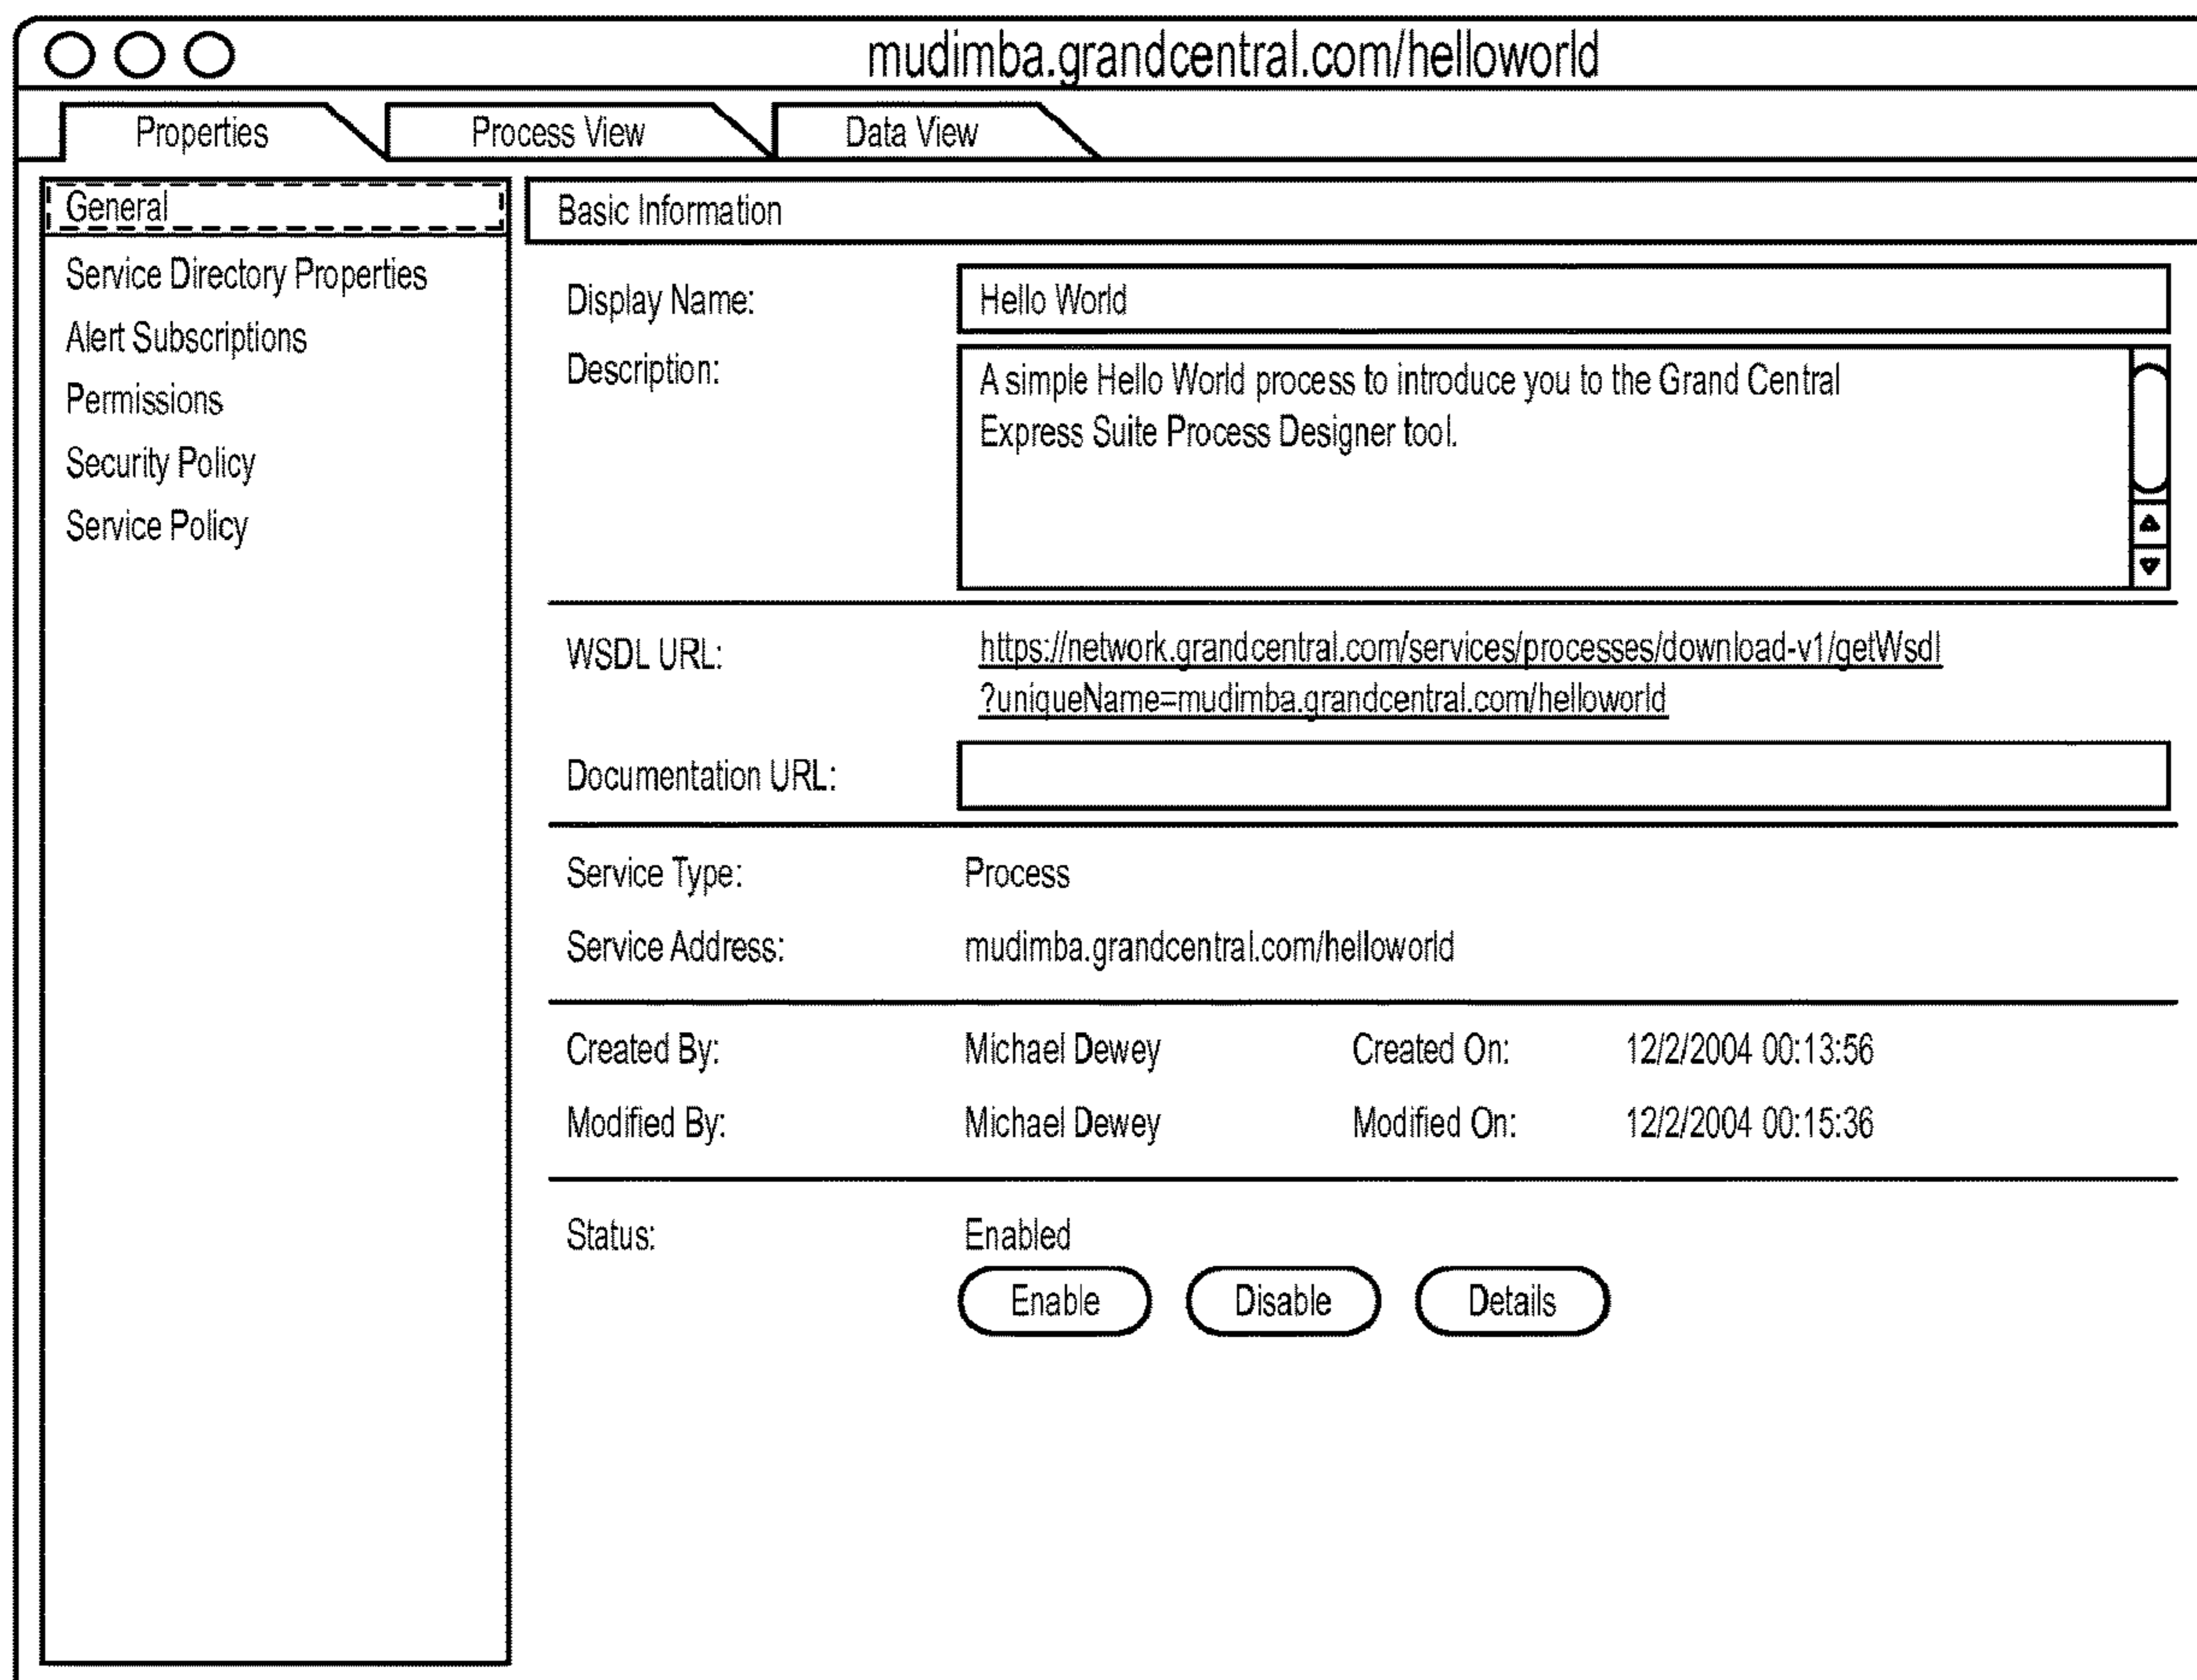 mudimba.grandcentral.com/helloworld
Properties
Process View
Data View
General
Service Directory Properties
Alert Subscriptions
Permissions
Security Policy
Service Policy
Basic Information
Display Name:
Hello World
Description:
A simple Hello World process to introduce you to the Grand Central
Express Suite Process Designer tool.
WSDL URL:
https://network.grandcentral.com/services/processes/download-v1/getWsdl
?uniqueName=mudimba.grandcentral.com/helloworld
Documentation URL:
Service Type: Process
Service Address: mudimba.grandcentral.com/helloworld
Created By: Michael Dewey Created On: 12/2/2004 00:13:56
Modified By: Michael Dewey Modified On: 12/2/2004 00:15:36
Status: Enabled
Enable Disable Details